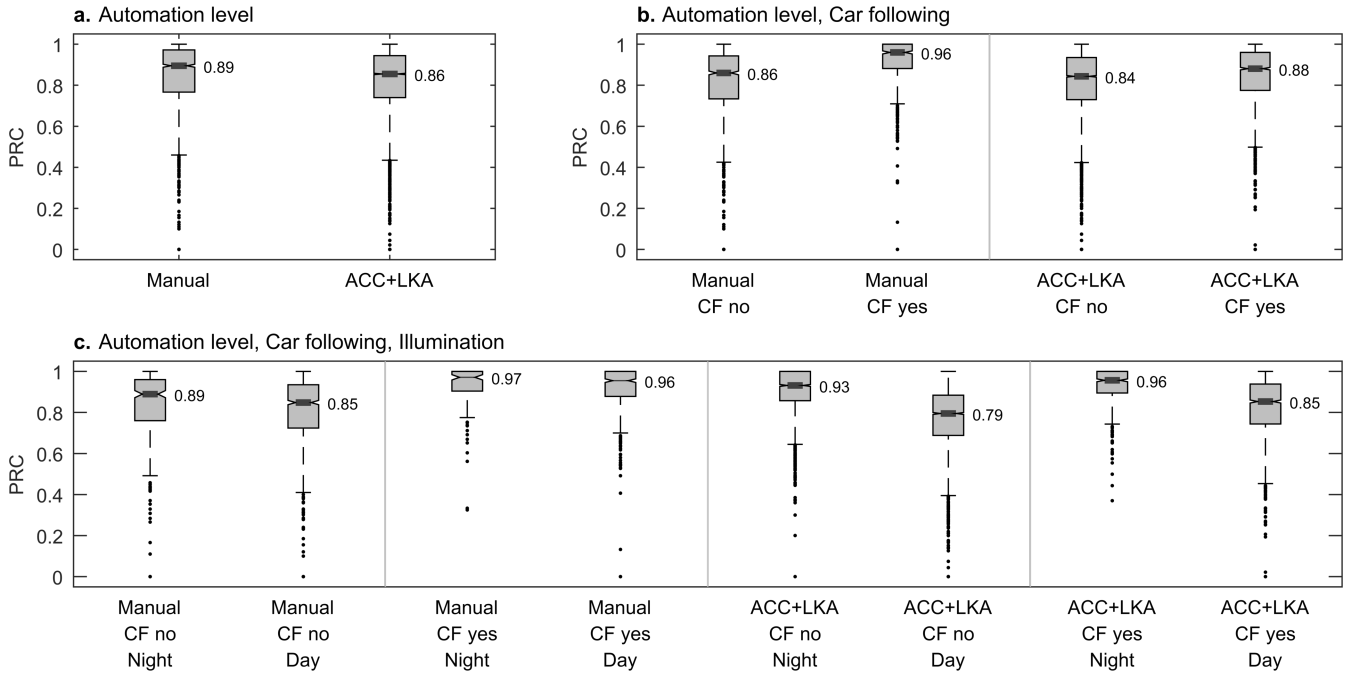 a. Automation level
1
0.8
0.6
0.4
0.2
0
PRC
0.89
0.86
Manual
ACC+LKA
b. Automation level, Car following
1
0.8
0.6
0.4
0.2
0
PRC
0.86
0.96
0.84
0.88
Manual Manual ACC+LKA ACC+LKA
CF no CF yes CF no CF yes
c. Automation level, Car following, Illumination
1
0.8
0.6
0.4
0.2
0
PRC
0.89
0.85
0.97
0.96
0.93
0.79
0.96
0.85
Manual Manual Manual Manual ACC+LKA ACC+LKA ACC+LKA ACC+LKA
CF no CF no CF yes CF yes CF no CF no CF yes CF yes
Night Day Night Day Night Day Night Day